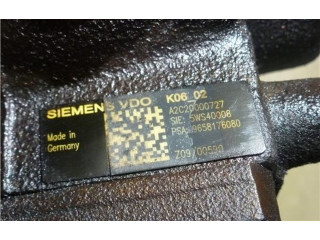 SIEMENS VDO
K06_02
A2C20000727
SIE: 5WS40008
PSA: 9658176080
Made in
Germany
Z09/00590